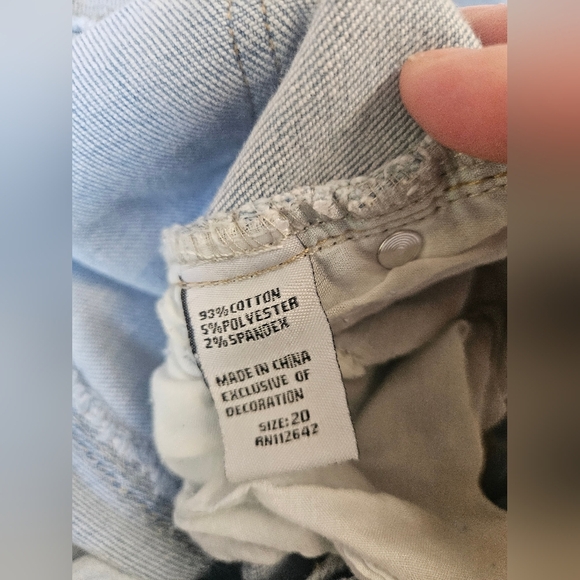 93% COTTON
5% POLYESTER
2% SPANDEX
MADE IN CHINA
EXCLUSIVE OF
DECORATION
SIZE: 20
RN112642